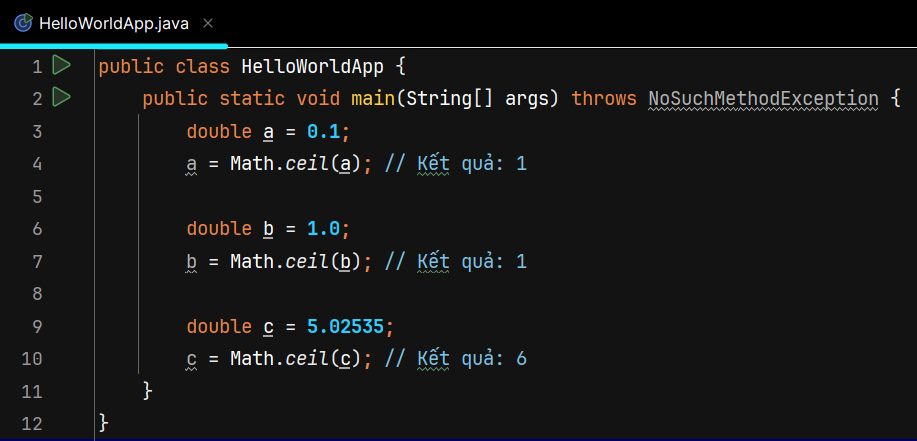 HelloWorldApp.java
1 public class HelloWorldApp {
2 public static void main(String[] args) throws NoSuchMethodException {
3 double a = 0.1;
4 a = Math.ceil(a); // Kết quả: 1
5
6 double b = 1.0;
7 b = Math.ceil(b); // Kết quả: 1
8
9 double c = 5.02535;
10 c = Math.ceil(c); // Kết quả: 6
11 }
12 }